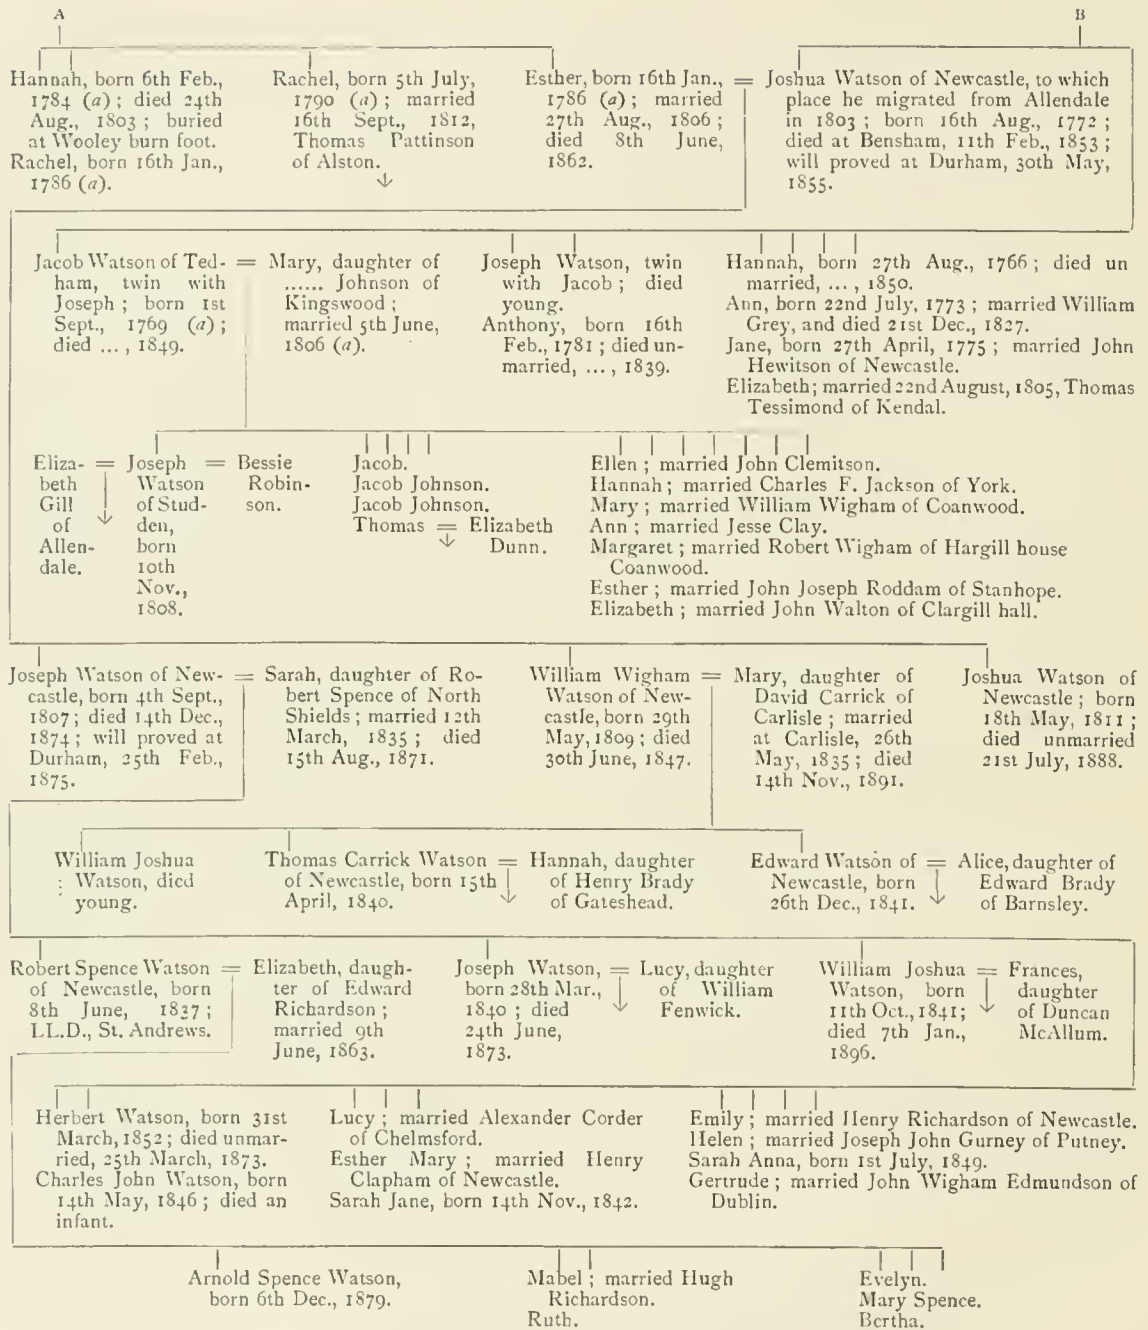 A
B
Hannah, born 6th Feb.,
1784 (a); died 24th
Aug., 1803; buried
at Wooley burn foot.
Rachel, born 16th Jan.,
1786 (a).
Rachel, born 5th July,
1790 (a); married
16th Sept., 1812,
Thomas Pattinson
of Alston.
Esther, born 16th Jan.,
1786 (a); married
27th Aug., 1806;
died 8th June,
1862.
=
Joshua Watson of Newcastle, to which
place he migrated from Allendale
in 1803; born 16th Aug., 1772;
died at Bensham, 11th Feb., 1853;
will proved at Durham, 30th May,
1855.
Jacob Watson of Ted-
ham, twin with
Joseph; born 1st
Sept., 1769 (a);
died ..., 1849.
=
Mary, daughter of
...... Johnson of
Kingswood;
married 5th June,
1806 (a).
Joseph Watson, twin
with Jacob; died
young.
Anthony, born 16th
Feb., 1781; died un-
married, ..., 1839.
Hannah, born 27th Aug., 1766; died un
married, ..., 1850.
Ann, born 22nd July, 1773; married William
Grey, and died 21st Dec., 1827.
Jane, born 27th April, 1775; married John
Hewitson of Newcastle.
Elizabeth; married 22nd August, 1805, Thomas
Tessimond of Kendal.
Eliza-
beth
Gill
of
Allen-
dale.
=
Joseph
Watson
of Stud-
den,
born
10th
Nov.,
1808.
=
Bessie
Robin-
son.
Jacob.
Jacob Johnson.
Jacob Johnson.
Thomas = Elizabeth
Dunn.
Ellen; married John Clemitson.
Hannah; married Charles F. Jackson of York.
Mary; married William Wigham of Coanwood.
Ann; married Jesse Clay.
Margaret; married Robert Wigham of Hargill house
Coanwood.
Esther; married John Joseph Roddam of Stanhope.
Elizabeth; married John Walton of Clargill hall.
Joseph Watson of New-
castle, born 4th Sept.,
1807; died 14th Dec.,
1874; will proved at
Durham, 25th Feb.,
1875.
=
Sarah, daughter of Ro-
bert Spence of North
Shields; married 12th
March, 1835; died
15th Aug., 1871.
William Wigham
Watson of New-
castle, born 29th
May, 1809; died
30th June, 1847.
=
Mary, daughter of
David Carrick of
Carlisle; married
at Carlisle, 26th
May, 1835; died
14th Nov., 1891.
Joshua Watson of
Newcastle; born
18th May, 1811;
died unmarried
21st July, 1888.
William Joshua
: Watson, died
young.
Thomas Carrick Watson
of Newcastle, born 15th
April, 1840.
=
Hannah, daughter
of Henry Brady
of Gateshead.
Edward Watson of
Newcastle, born
26th Dec., 1841.
=
Alice, daughter of
Edward Brady
of Barnsley.
Robert Spence Watson
of Newcastle, born
8th June, 1837;
LL.D., St. Andrews.
=
Elizabeth, daugh-
ter of Edward
Richardson;
married 9th
June, 1863.
Joseph Watson,
born 28th Mar.,
1840; died
24th June,
1873.
=
Lucy, daughter
of William
Fenwick.
William Joshua
Watson, born
11th Oct., 1841;
died 7th Jan.,
1896.
=
Frances,
daughter
of Duncan
McAllum.
Herbert Watson, born 31st
March, 1852; died unmar-
ried, 25th March, 1873.
Charles John Watson, born
14th May, 1846; died an
infant.
Lucy; married Alexander Corder
of Chelmsford.
Esther Mary; married Henry
Clapham of Newcastle.
Sarah Jane, born 14th Nov., 1842.
Emily; married Henry Richardson of Newcastle.
Helen; married Joseph John Gurney of Putney.
Sarah Anna, born 1st July, 1849.
Gertrude; married John Wigham Edmundson of
Dublin.
Arnold Spence Watson,
born 6th Dec., 1879.
Mabel; married Hugh
Richardson.
Ruth.
Evelyn.
Mary Spence.
Bertha.